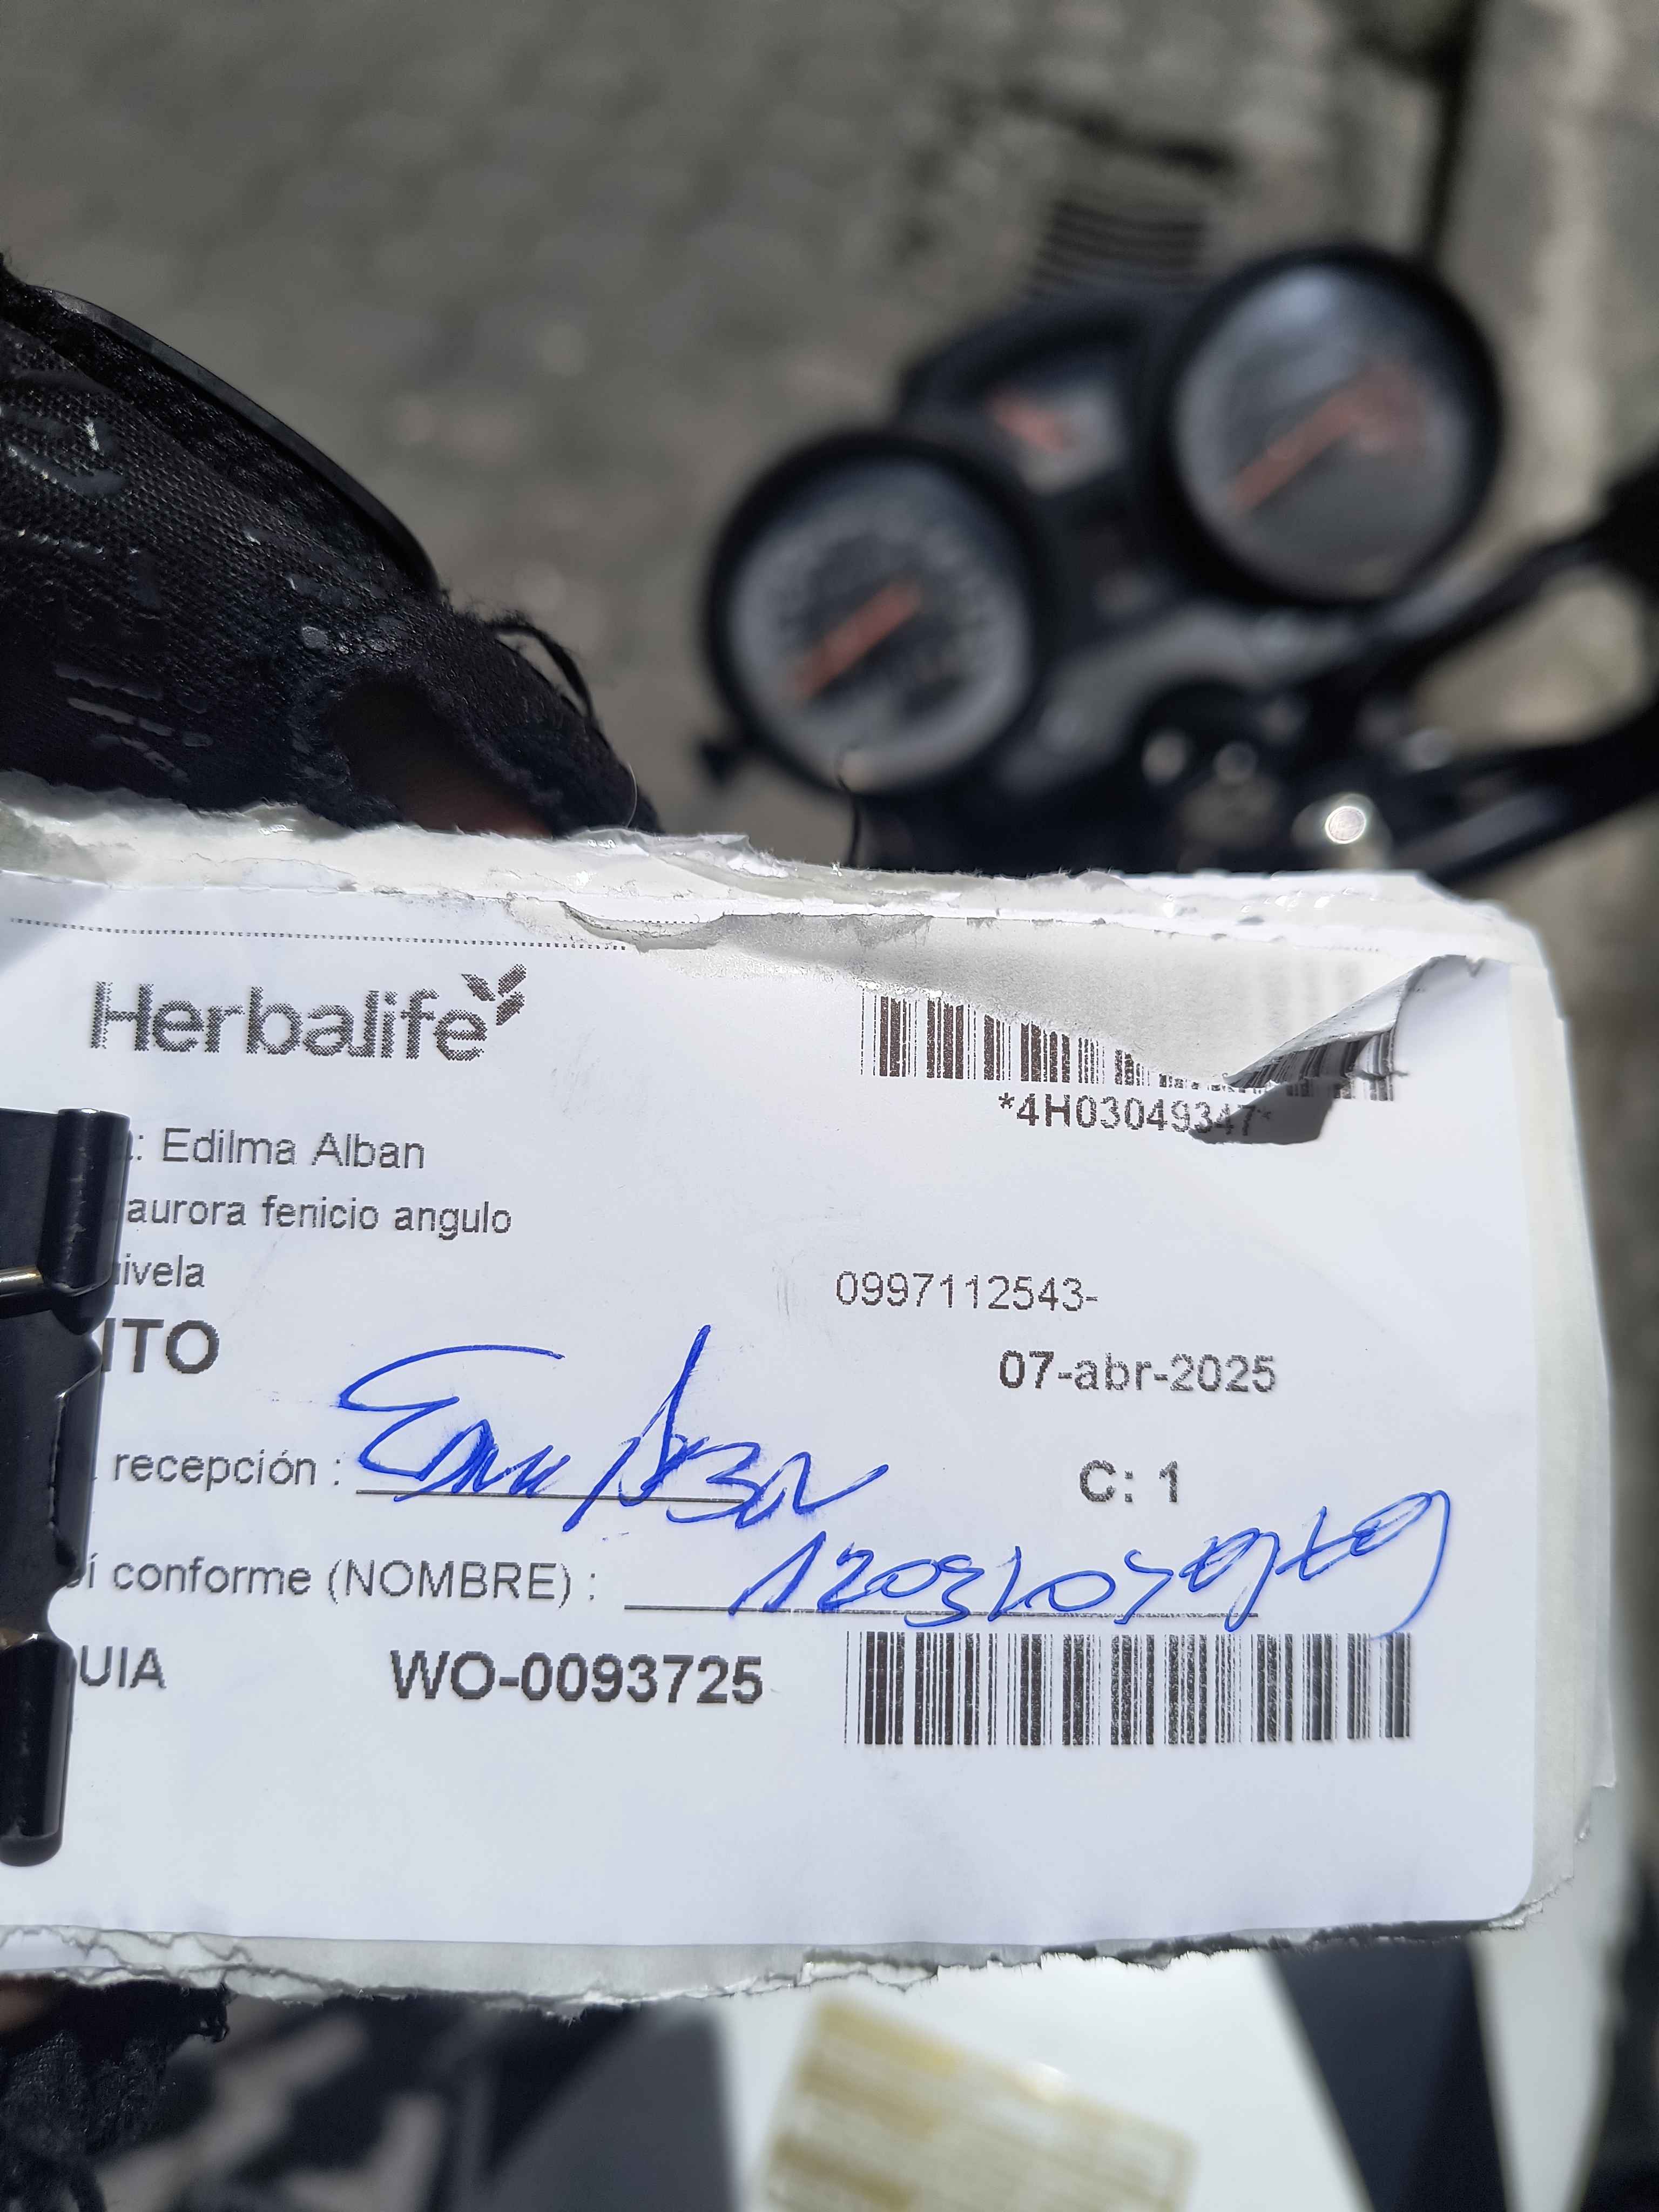 Herbalife
*4H03049347*
: Edilma Alban
aurora fenicio angulo
ivela
0997112543-
ITO
07-abr-2025
recepción :
C: 1
í conforme (NOMBRE) :
UIA WO-0093725